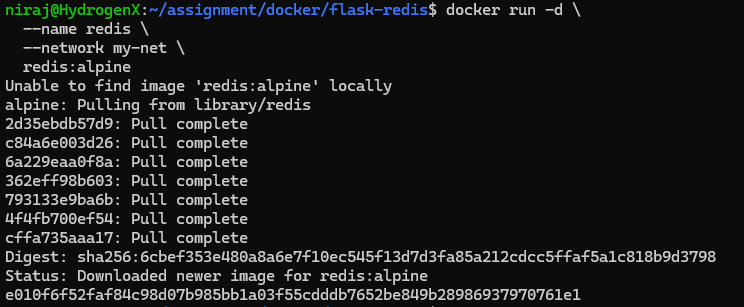 niraj@HydrogenX:~/assignment/docker/flask-redis$ docker run -d \
  --name redis \
  --network my-net \
  redis:alpine
Unable to find image 'redis:alpine' locally
alpine: Pulling from library/redis
2d35ebdb57d9: Pull complete
c84a6e003d26: Pull complete
6a229eaa0f8a: Pull complete
362eff98b603: Pull complete
793133e9ba6b: Pull complete
4f4fb700ef54: Pull complete
cffa735aaa17: Pull complete
Digest: sha256:6cbef353e480a8a6e7f10ec545f13d7d3fa85a212cdcc5ffaf5a1c818b9d3798
Status: Downloaded newer image for redis:alpine
e010f6f52faf84c98d07b985bb1a03f55cdddb7652be849b28986937970761e1